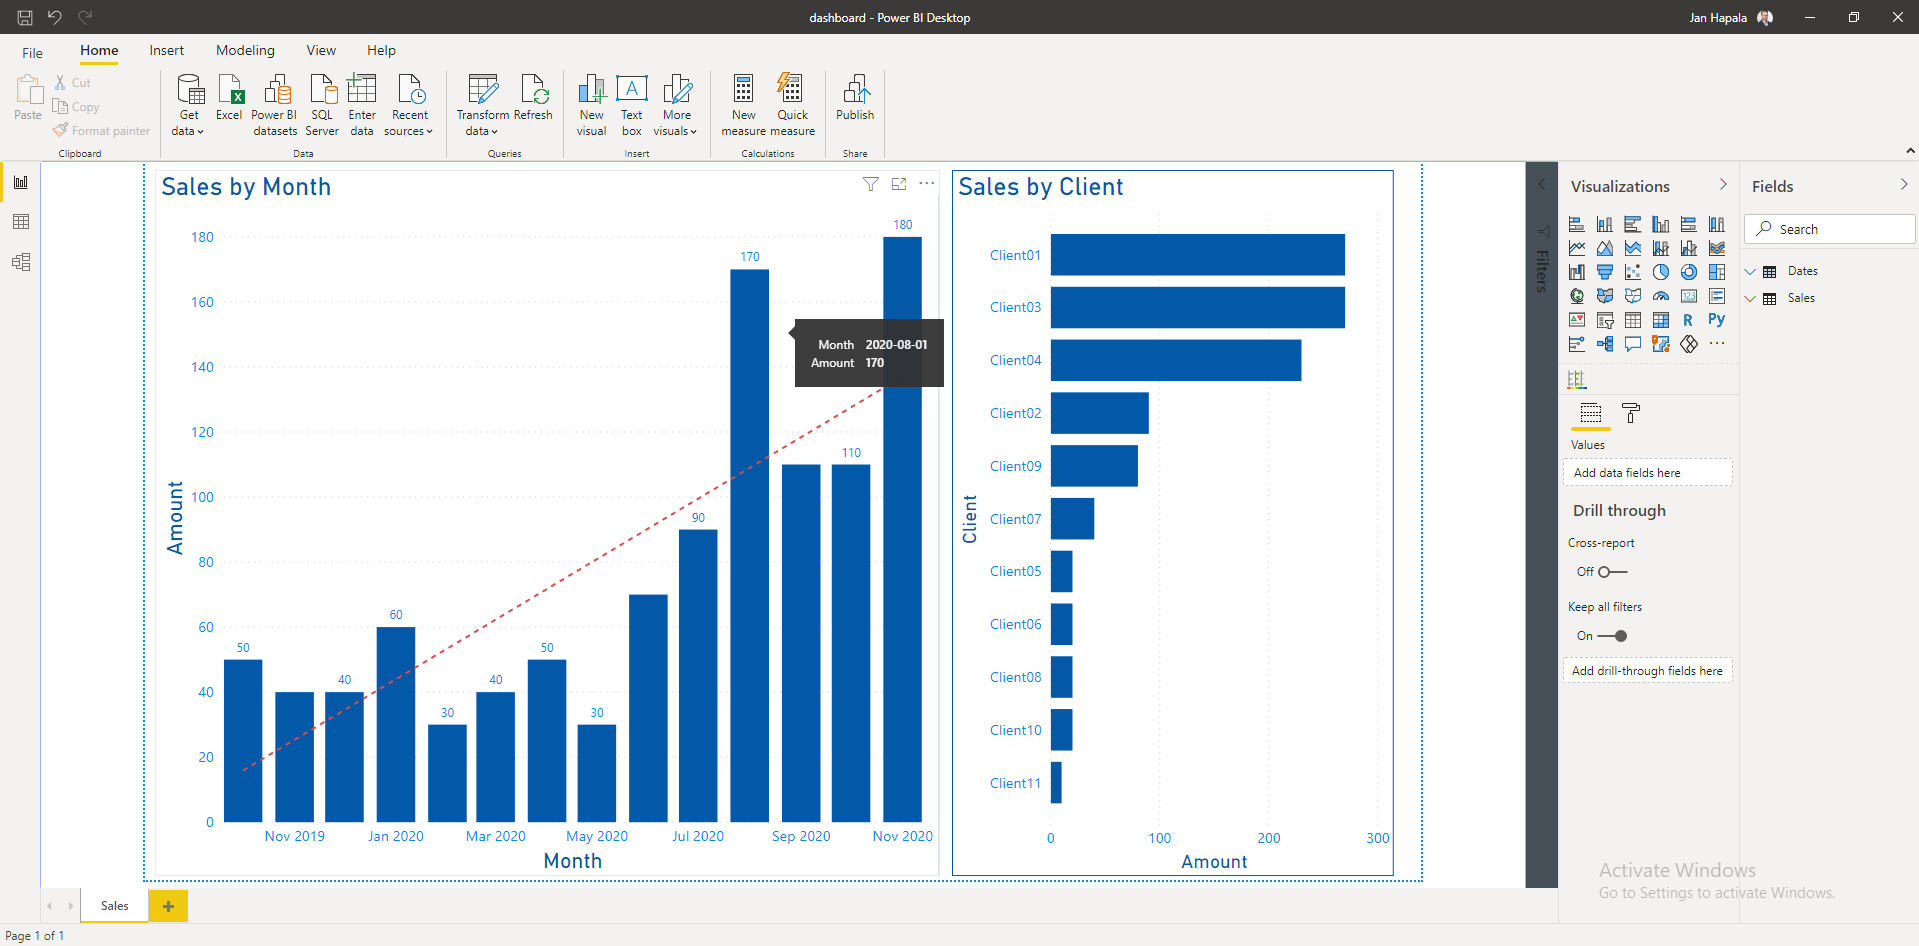 dashboard - Power BI Desktop
Jan Hapala
File Home Insert Modeling View Help
Paste
Cut
Copy
Format painter
Clipboard
Get data
Excel
Power BI datasets
SQL Server
Enter data
Recent sources
Data
Transform data
Refresh
Queries
New visual
Text box
More visuals
Insert
New measure
Quick measure
Calculations
Publish
Share
Sales by Month
180
160
140
120
100
80
60
40
20
0
Amount
50
40
60
30
40
50
30
90
170
110
180
Month 2020-08-01
Amount 170
Nov 2019 Jan 2020 Mar 2020 May 2020 Jul 2020 Sep 2020 Nov 2020
Month
Sales by Client
Client
Client01
Client03
Client04
Client02
Client09
Client07
Client05
Client06
Client08
Client10
Client11
0 100 200 300
Amount
Filters
Visualizations
A
123
R
Py
Values
Add data fields here
Drill through
Cross-report
Off
Keep all filters
On
Add drill-through fields here
Fields
Search
Dates
Sales
Activate Windows
Go to Settings to activate Windows.
Sales
Page 1 of 1